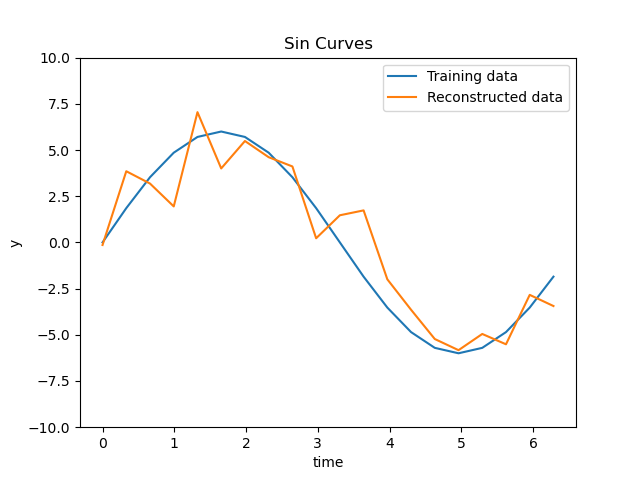 Sin Curves
Training data
Reconstructed data
10.0
7.5
5.0
2.5
0.0
−2.5
−5.0
−7.5
−10.0
y
0 1 2 3 4 5 6
time